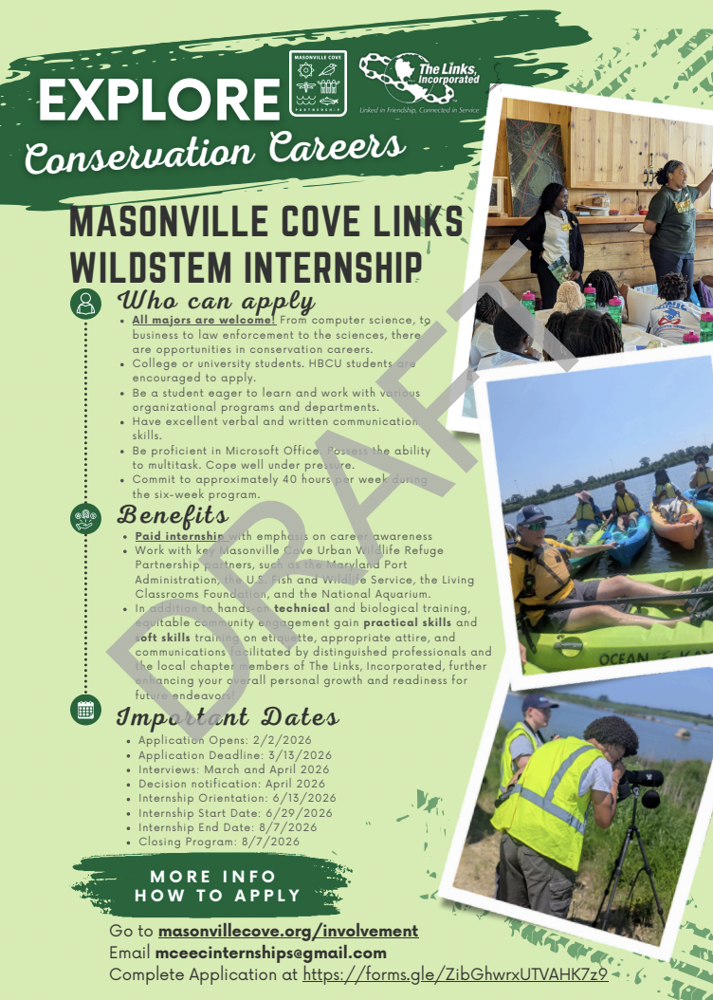 EXPLORE
MASONVILLE COVE
PARTNERSHIP
The Links,
Incorporated
Linked in Friendship, Connected in Service
Conservation Careers
MASONVILLE COVE LINKS
WILDSTEM INTERNSHIP
Who can apply
All majors are welcome! From computer science, to
business to law enforcement to the sciences, there
are opportunities in conservation careers.
College or university students. HBCU students are
encouraged to apply.
Be a student eager to learn and work with various
organizational programs and departments.
Have excellent verbal and written communication
skills.
Be proficient in Microsoft Office. Possess the ability
to multitask. Cope well under pressure.
Commit to approximately 40 hours per week during
the six-week program.
Benefits
Paid internship with emphasis on career awareness
Work with key Masonville Cove Urban Wildlife Refuge
Partnership partners, such as the Maryland Port
Administration, the U.S. Fish and Wildlife Service, the Living
Classrooms Foundation, and the National Aquarium.
In addition to hands-on technical and biological training,
equitable community engagement gain practical skills and
soft skills training on etiquette, appropriate attire, and
communications facilitated by distinguished professionals and
the local chapter members of The Links, Incorporated, further
enhancing your overall personal growth and readiness for
future endeavors!
Important Dates
Application Opens: 2/2/2026
Application Deadline: 3/13/2026
Interviews: March and April 2026
Decision notification: April 2026
Internship Orientation: 6/13/2026
Internship Start Date: 6/29/2026
Internship End Date: 8/7/2026
Closing Program: 8/7/2026
MORE INFO
HOW TO APPLY
Go to masonvillecove.org/involvement
Email mceecinternships@gmail.com
Complete Application at https://forms.gle/ZibGhwrxUTVAHK7z9
DRAFT
OCEAN KAYAK